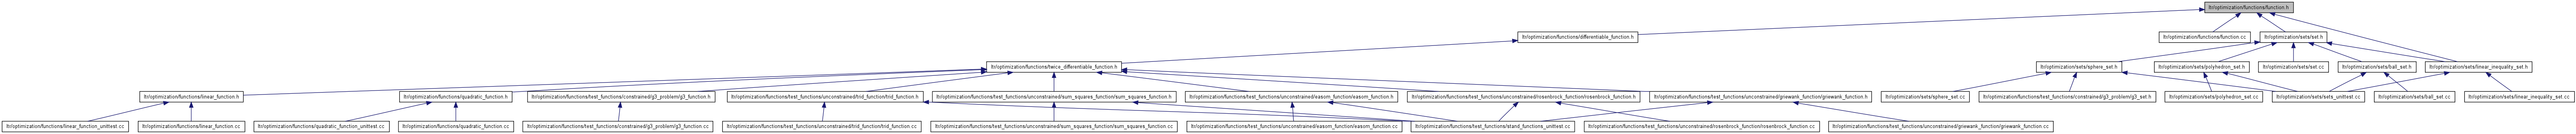 ltr/optimization/functions/function.h
ltr/optimization/functions/differentiable_function.h
ltr/optimization/functions/function.cc
ltr/optimization/sets/set.h
ltr/optimization/functions/twice_differentiable_function.h
ltr/optimization/sets/sphere_set.h
ltr/optimization/sets/polyhedron_set.h
ltr/optimization/sets/set.cc
ltr/optimization/sets/ball_set.h
ltr/optimization/sets/linear_inequality_set.h
ltr/optimization/functions/linear_function.h
ltr/optimization/functions/quadratic_function.h
ltr/optimization/functions/test_functions/constrained/g3_problem/g3_function.h
ltr/optimization/functions/test_functions/unconstrained/trid_function/trid_function.h
ltr/optimization/functions/test_functions/unconstrained/sum_squares_function/sum_squares_function.h
ltr/optimization/functions/test_functions/unconstrained/easom_function/easom_function.h
ltr/optimization/functions/test_functions/unconstrained/rosenbrock_function/rosenbrock_function.h
ltr/optimization/functions/test_functions/unconstrained/griewank_function/griewank_function.h
ltr/optimization/sets/sphere_set.cc
ltr/optimization/functions/test_functions/constrained/g3_problem/g3_set.h
ltr/optimization/sets/polyhedron_set.cc
ltr/optimization/sets/sets_unittest.cc
ltr/optimization/sets/ball_set.cc
ltr/optimization/sets/linear_inequality_set.cc
ltr/optimization/functions/linear_function_unittest.cc
ltr/optimization/functions/linear_function.cc
ltr/optimization/functions/quadratic_function_unittest.cc
ltr/optimization/functions/quadratic_function.cc
ltr/optimization/functions/test_functions/constrained/g3_problem/g3_function.cc
ltr/optimization/functions/test_functions/unconstrained/trid_function/trid_function.cc
ltr/optimization/functions/test_functions/unconstrained/sum_squares_function/sum_squares_function.cc
ltr/optimization/functions/test_functions/unconstrained/easom_function/easom_function.cc
ltr/optimization/functions/test_functions/stand_functions_unittest.cc
ltr/optimization/functions/test_functions/unconstrained/rosenbrock_function/rosenbrock_function.cc
ltr/optimization/functions/test_functions/unconstrained/griewank_function/griewank_function.cc